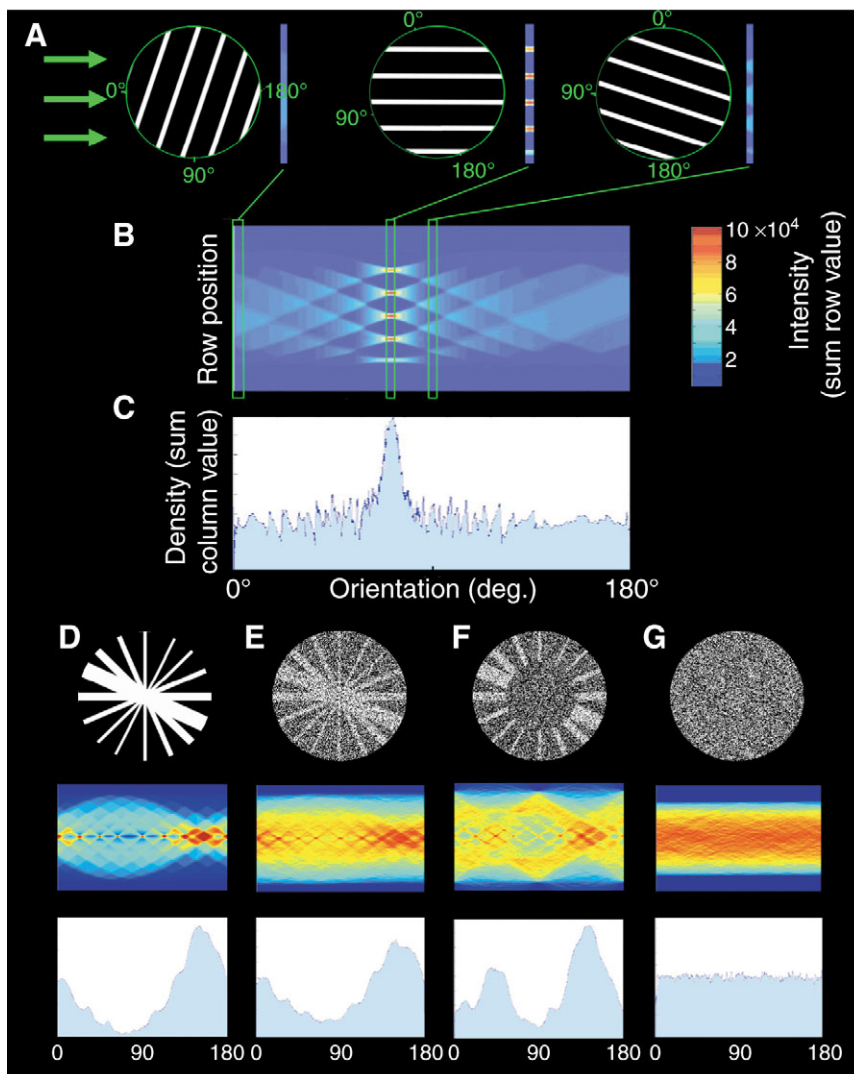 A
0°
180°
90°
0°
90°
180°
0°
90°
180°
B
Row position
10 ×10⁴
8
6
4
2
Intensity
(sum row value)
C
Density (sum
column value)
0°
Orientation (deg.)
180°
D
E
F
G
0
90
180
0
90
180
0
90
180
0
90
180